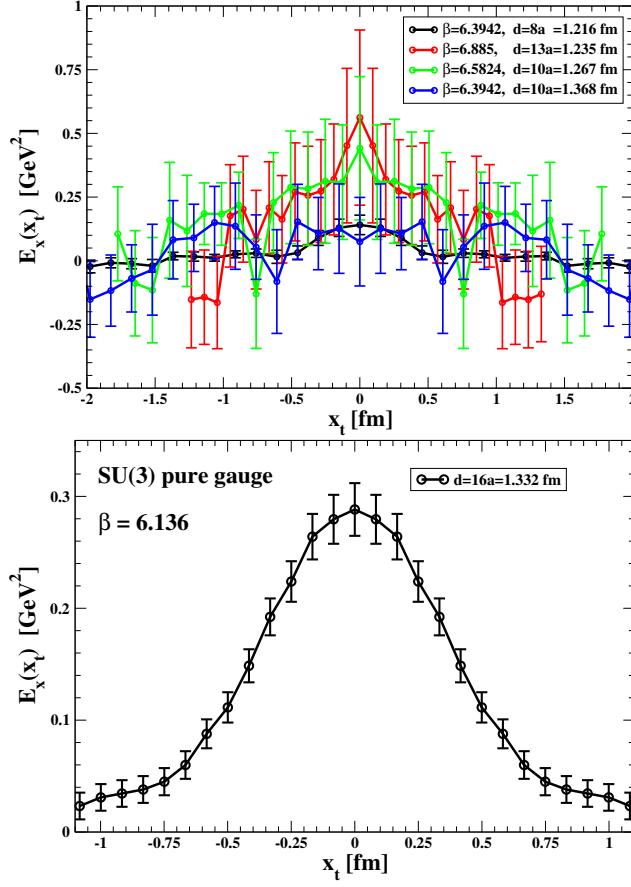 β=6.3942, d=8a =1.216 fm
β=6.885, d=13a=1.235 fm
β=6.5824, d=10a=1.267 fm
β=6.3942, d=10a=1.368 fm
E_x(x_t) [GeV^2]
1
0.75
0.5
0.25
0
-0.25
-0.5
-2 -1.5 -1 -0.5 0 0.5 1 1.5 2
x_t [fm]
SU(3) pure gauge
d=16a=1.332 fm
β = 6.136
E_x(x_t) [GeV^2]
0.3
0.2
0.1
0
-1 -0.75 -0.5 -0.25 0 0.25 0.5 0.75 1
x_t [fm]